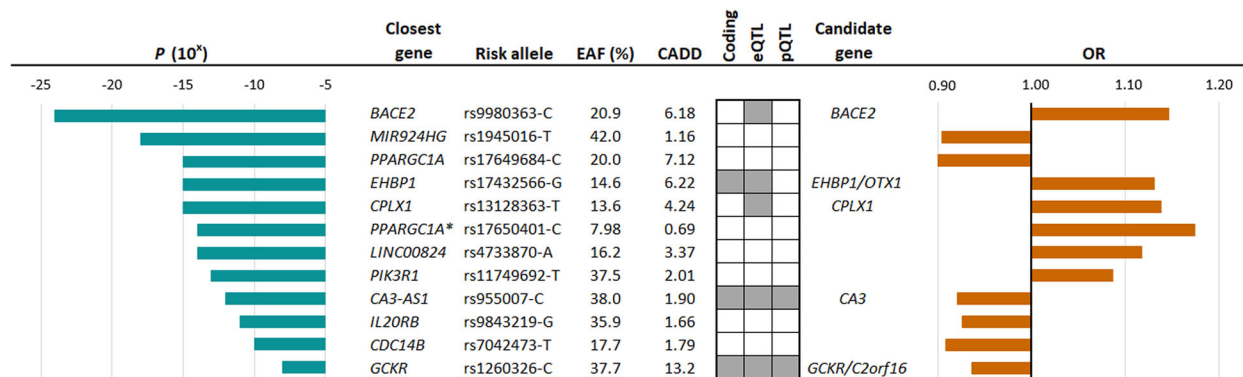 P (10^x) Closest gene Risk allele EAF (%) CADD Coding eQTL pQTL Candidate gene OR
-25 -20 -15 -10 -5 0.90 1.00 1.10 1.20
BACE2 rs9980363-C 20.9 6.18 BACE2
MIR924HG rs1945016-T 42.0 1.16
PPARGC1A rs17649684-C 20.0 7.12
EHBP1 rs17432566-G 14.6 6.22 EHBP1/OTX1
CPLX1 rs13128363-T 13.6 4.24 CPLX1
PPARGC1A* rs17650401-C 7.98 0.69
LINC00824 rs4733870-A 16.2 3.37
PIK3R1 rs11749692-T 37.5 2.01
CA3-AS1 rs955007-C 38.0 1.90 CA3
IL20RB rs9843219-G 35.9 1.66
CDC14B rs7042473-T 17.7 1.79
GCKR rs1260326-C 37.7 13.2 GCKR/C2orf16